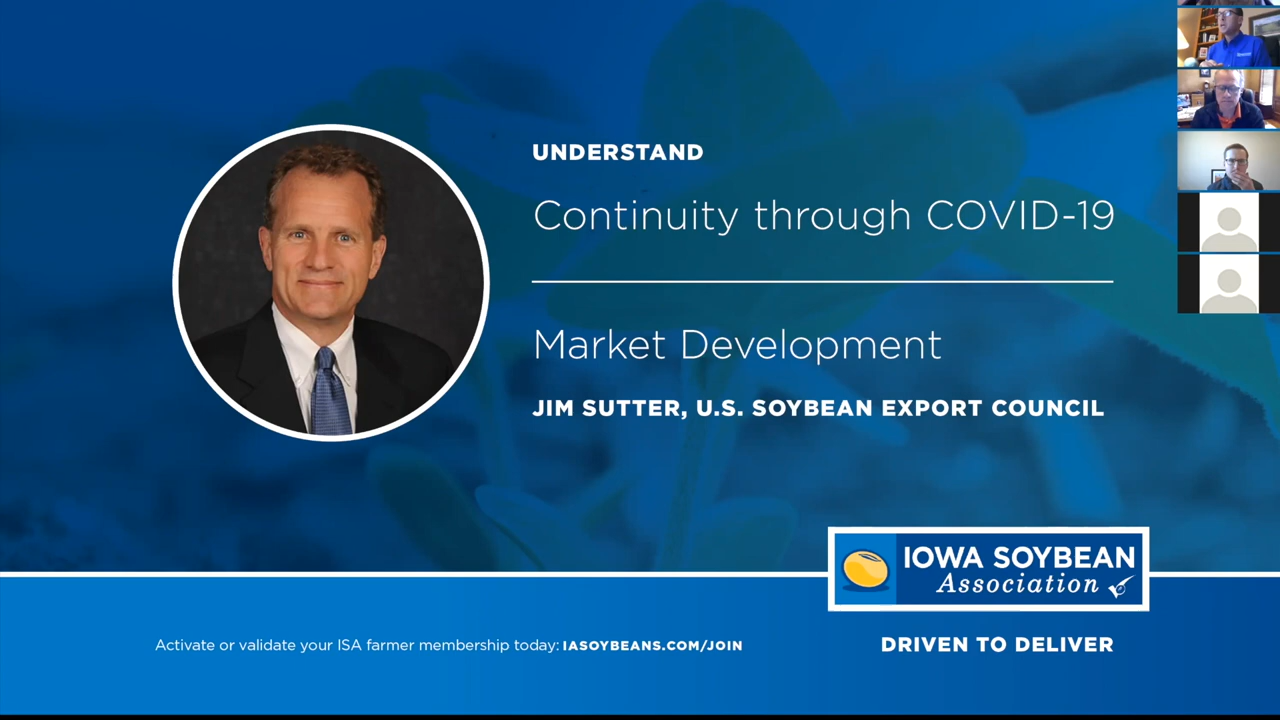 UNDERSTAND
Continuity through COVID-19
Market Development
JIM SUTTER, U.S. SOYBEAN EXPORT COUNCIL
IOWA SOYBEAN
Association
Activate or validate your ISA farmer membership today: IASOYBEANS.COM/JOIN
DRIVEN TO DELIVER